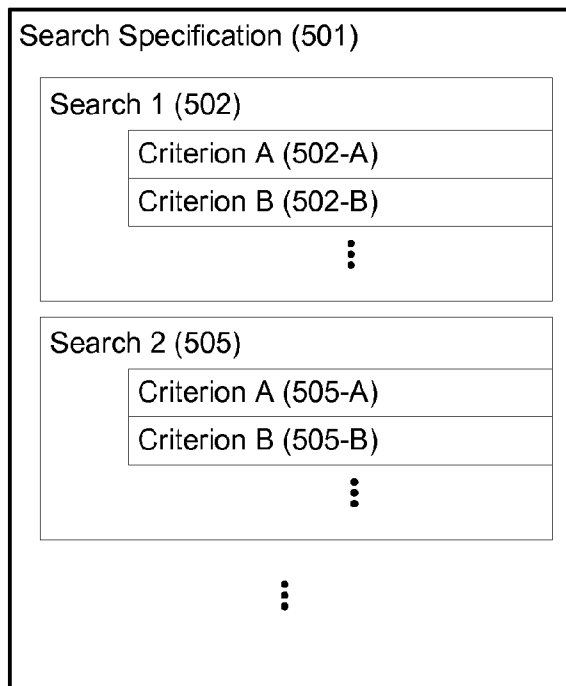 Search Specification (501)
Search 1 (502)
Criterion A (502-A)
Criterion B (502-B)
Search 2 (505)
Criterion A (505-A)
Criterion B (505-B)